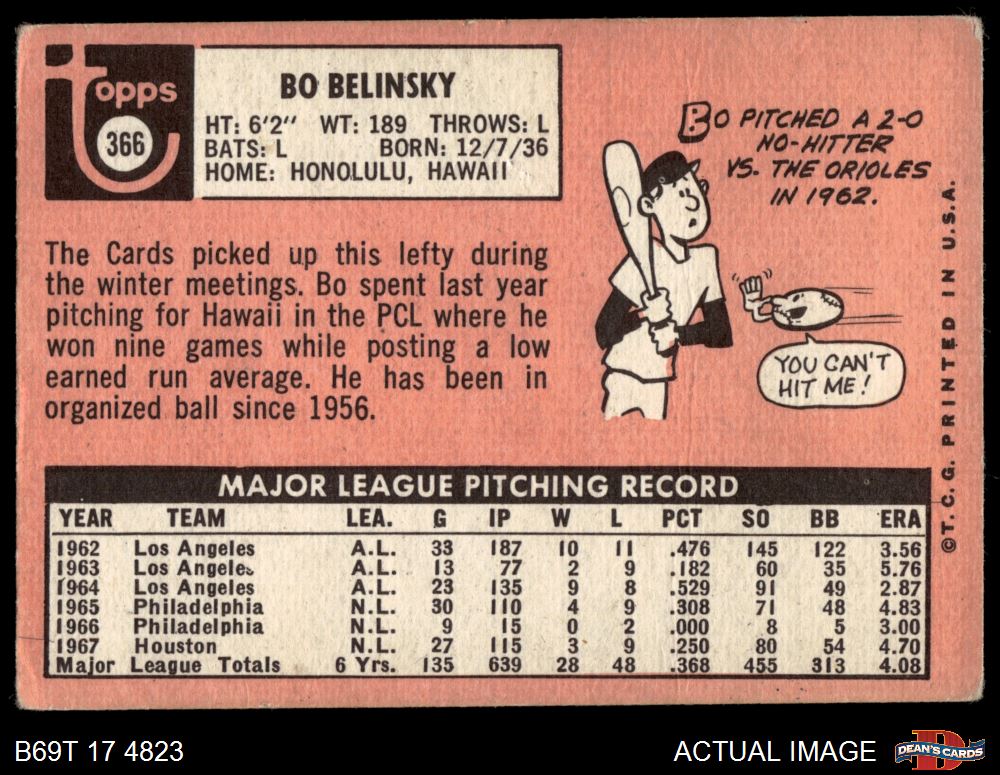 topps
366
BO BELINSKY
HT: 6'2" WT: 189 THROWS: L
BATS: L BORN: 12/7/36
HOME: HONOLULU, HAWAII
BO PITCHED A 2-0
NO-HITTER
VS. THE ORIOLES
IN 1962.
YOU CAN'T
HIT ME!
The Cards picked up this lefty during
the winter meetings. Bo spent last year
pitching for Hawaii in the PCL where he
won nine games while posting a low
earned run average. He has been in
organized ball since 1956.
©T.C.G. PRINTED IN U.S.A.
MAJOR LEAGUE PITCHING RECORD
YEAR TEAM LEA. G IP W L PCT SO BB ERA
1962 Los Angeles A.L. 33 187 10 11 .476 145 122 3.56
1963 Los Angeles A.L. 13 77 2 9 .182 60 35 5.76
1964 Los Angeles A.L. 23 135 9 8 .529 91 49 2.87
1965 Philadelphia N.L. 30 110 4 9 .308 71 48 4.83
1966 Philadelphia N.L. 9 15 0 2 .000 8 5 3.00
1967 Houston N.L. 27 115 3 9 .250 80 54 4.70
Major League Totals 6 Yrs. 135 639 28 48 .368 455 313 4.08
B69T 17 4823
ACTUAL IMAGE
D
DEAN'S CARDS